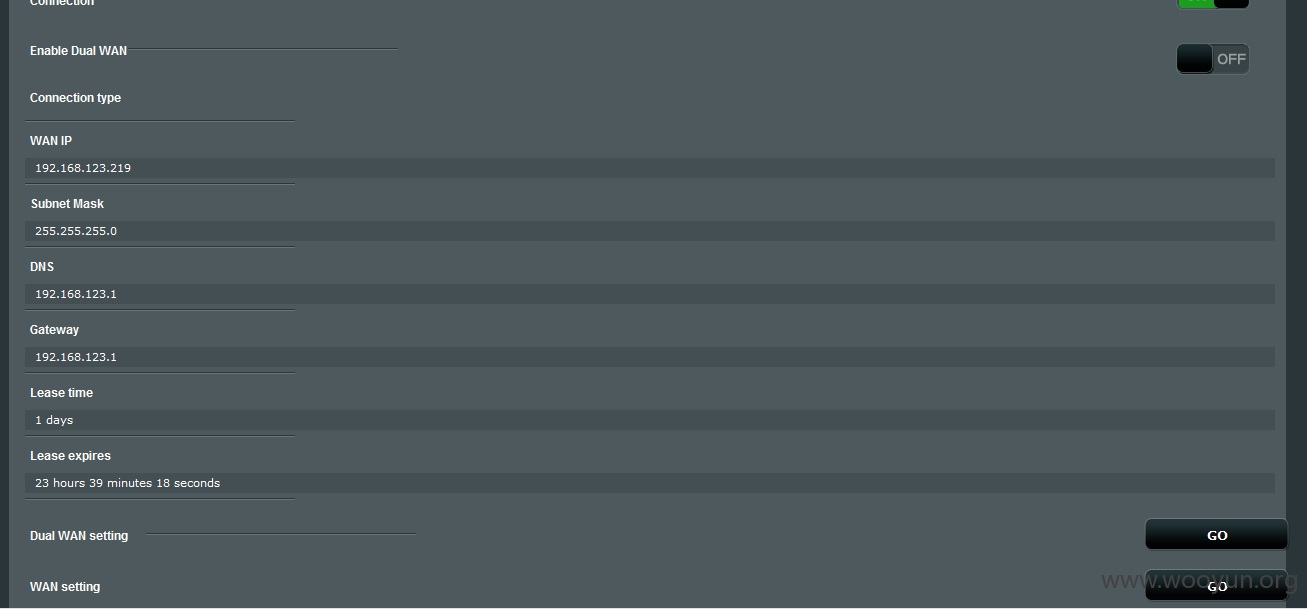 Connection
Enable Dual WAN
OFF
Connection type
WAN IP
192.168.123.219
Subnet Mask
255.255.255.0
DNS
192.168.123.1
Gateway
192.168.123.1
Lease time
1 days
Lease expires
23 hours 39 minutes 18 seconds
Dual WAN setting
GO
WAN setting
GO
www.wooyun.org